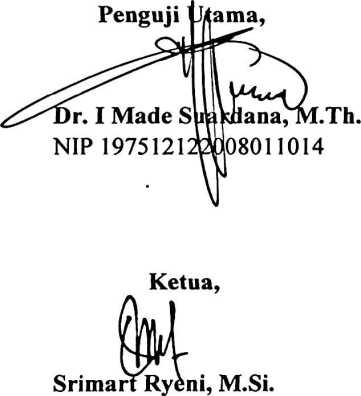 Penguji Utama,
Dr. I Made Suardana, M.Th.
NIP 197512122008011014
Ketua,
Srimart Ryeni, M.Si.